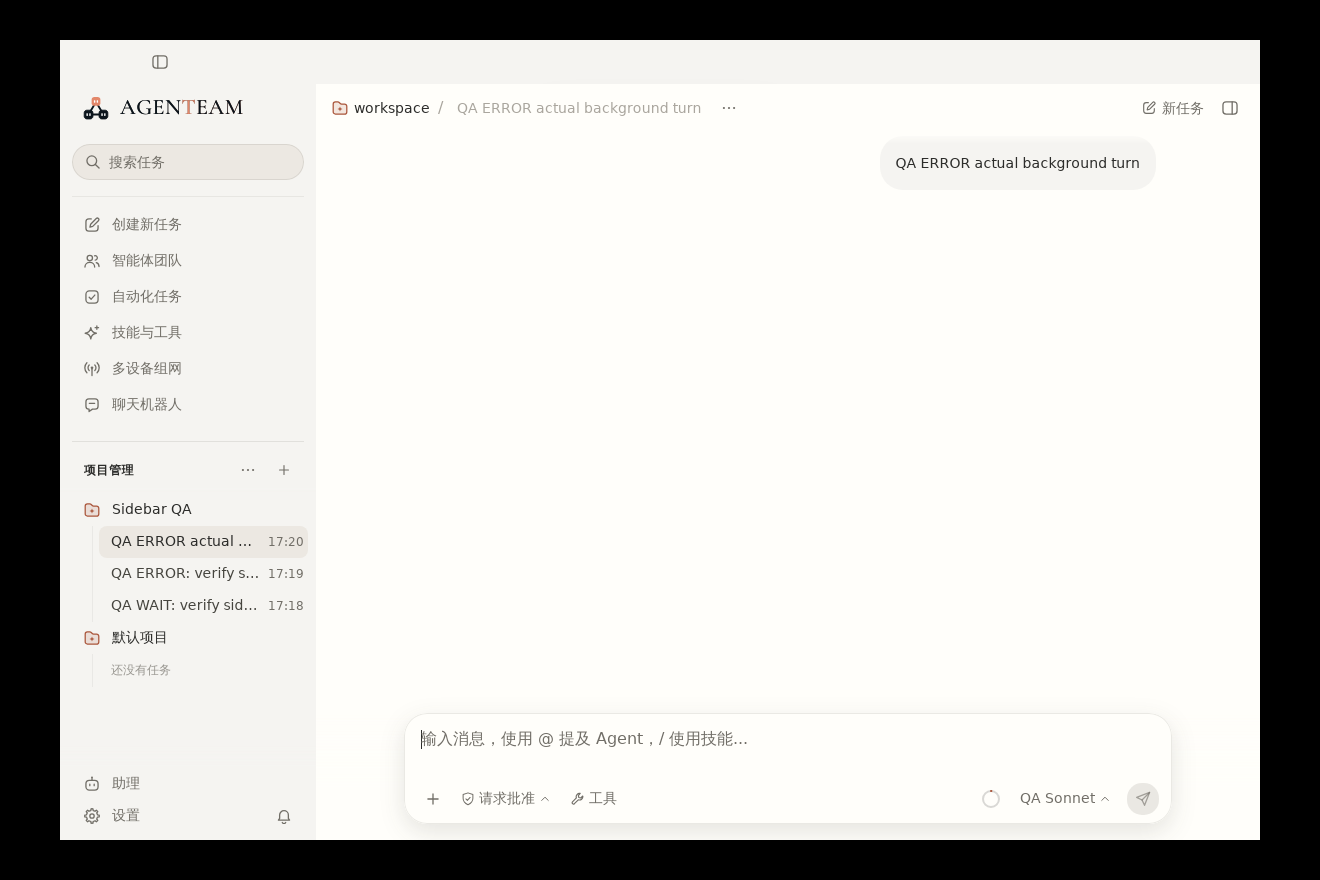 AGENTEAM
搜索任务
创建新任务
智能体团队
自动化任务
技能与工具
多设备组网
聊天机器人
项目管理
Sidebar QA
QA ERROR actual ... 17:20
QA ERROR: verify s... 17:19
QA WAIT: verify sid... 17:18
默认项目
还没有任务
助理
设置
workspace / QA ERROR actual background turn ... 新任务
QA ERROR actual background turn
输入消息，使用 @ 提及 Agent，/ 使用技能...
请求批准 工具 QA Sonnet